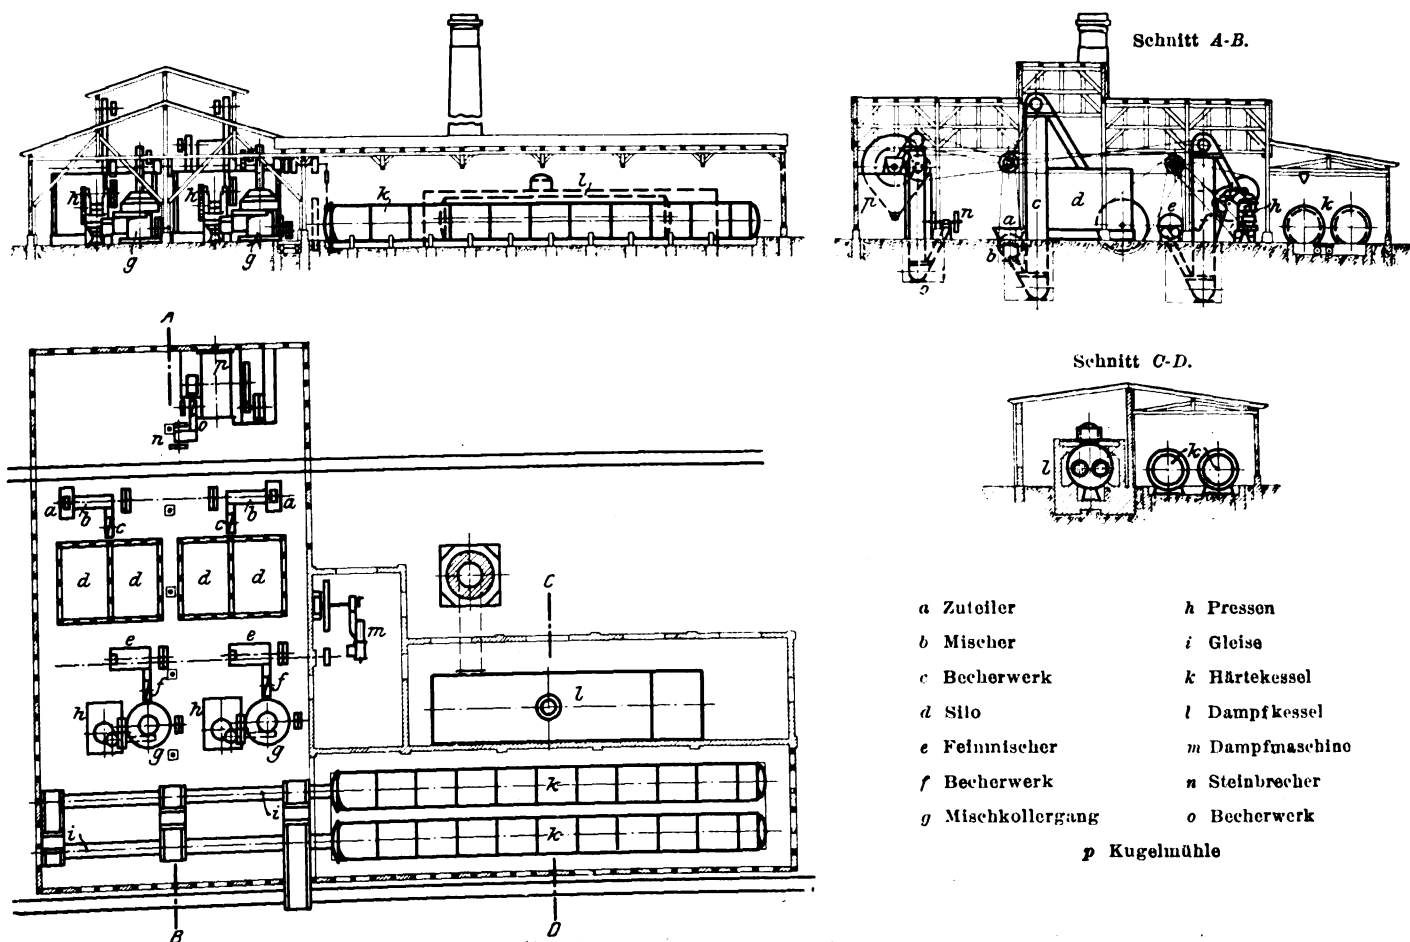 Schnitt A-B.
h h k l
g g
p n a c d e f h k
b
o
A
p
n o
a b c c b a
d d d d
e e m
f f
h g h g
C
l
k
i i k
B D
Schnitt C-D.
l k
a Zuteiler
b Mischer
c Becherwerk
d Silo
e Feinmischer
f Becherwerk
g Mischkollergang
h Pressen
i Gleise
k Härtekessel
l Dampfkessel
m Dampfmaschine
n Steinbrecher
o Becherwerk
p Kugelmühle